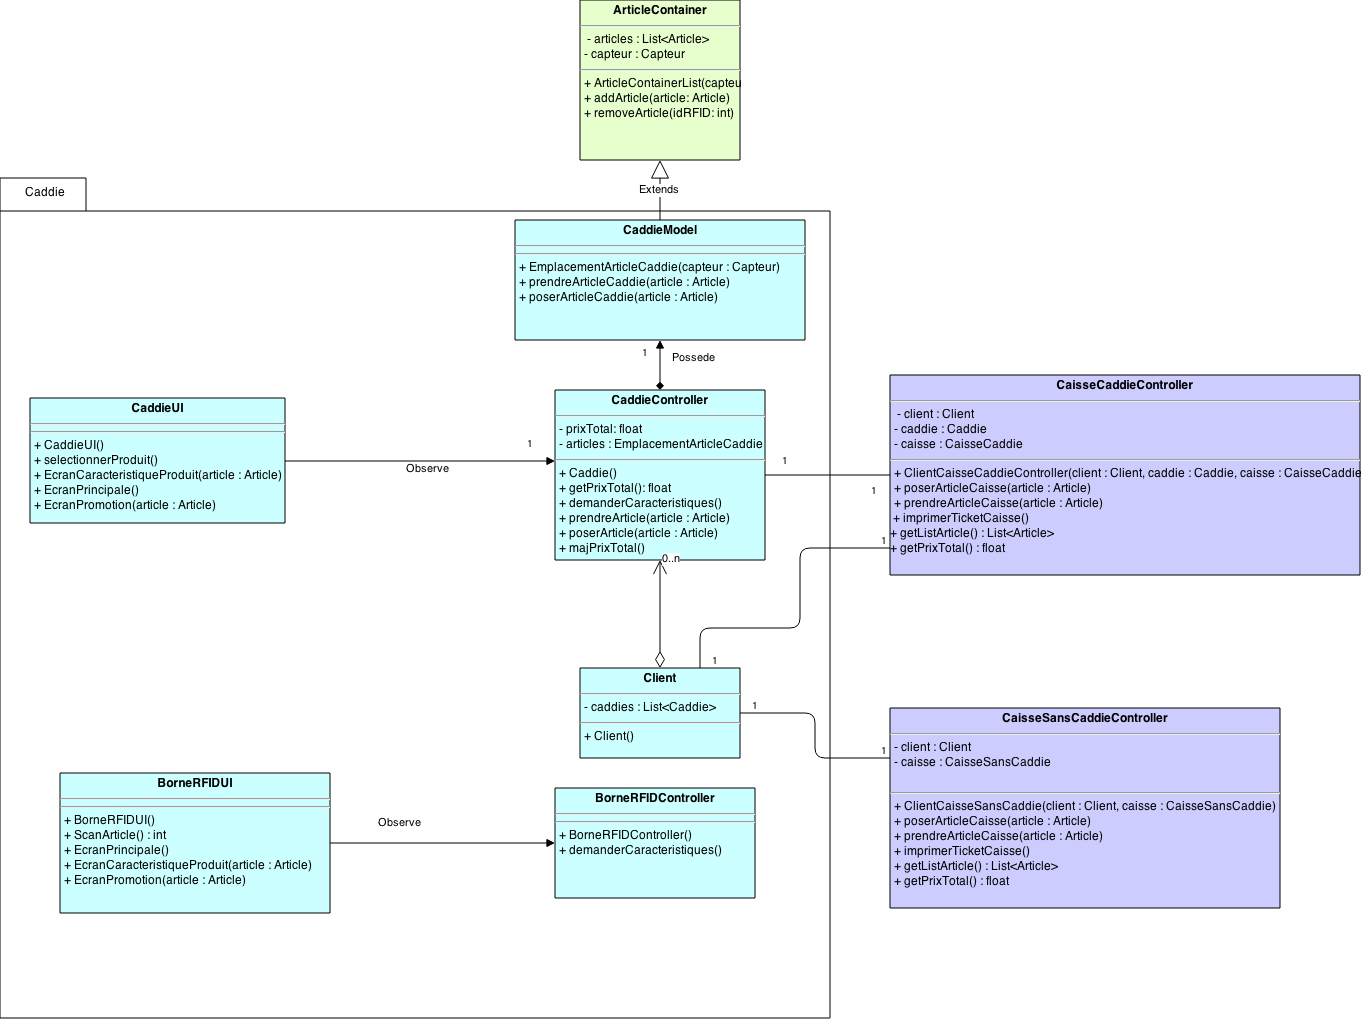 ArticleContainer
- articles : List<Article>
- capteur : Capteur
+ ArticleContainerList(capteu
+ addArticle(article: Article)
+ removeArticle(idRFID: int)
Extends
Caddie
CaddieModel
+ EmplacementArticleCaddie(capteur : Capteur)
+ prendreArticleCaddie(article : Article)
+ poserArticleCaddie(article : Article)
1
Possede
CaddieUI
+ CaddieUI()
+ selectionnerProduit()
+ EcranCaracteristiqueProduit(article : Article)
+ EcranPrincipale()
+ EcranPromotion(article : Article)
1
Observe
CaddieController
- prixTotal: float
- articles : EmplacementArticleCaddie
+ Caddie()
+ getPrixTotal(): float
+ demanderCaracteristiques()
+ prendreArticle(article : Article)
+ poserArticle(article : Article)
+ majPrixTotal()
0..n
1
1
CaisseCaddieController
- client : Client
- caddie : Caddie
- caisse : CaisseCaddie
+ ClientCaisseCaddieController(client : Client, caddie : Caddie, caisse : CaisseCaddie
+ poserArticleCaisse(article : Article)
+ prendreArticleCaisse(article : Article)
+ imprimerTicketCaisse()
+ getListArticle() : List<Article>
+ getPrixTotal() : float
1
1
Client
- caddies : List<Caddie>
+ Client()
1
1
CaisseSansCaddieController
- client : Client
- caisse : CaisseSansCaddie
+ ClientCaisseSansCaddie(client : Client, caisse : CaisseSansCaddie)
+ poserArticleCaisse(article : Article)
+ prendreArticleCaisse(article : Article)
+ imprimerTicketCaisse()
+ getListArticle() : List<Article>
+ getPrixTotal() : float
BorneRFIDUI
+ BorneRFIDUI()
+ ScanArticle() : int
+ EcranPrincipale()
+ EcranCaracteristiqueProduit(article : Article)
+ EcranPromotion(article : Article)
Observe
BorneRFIDController
+ BorneRFIDController()
+ demanderCaracteristiques()